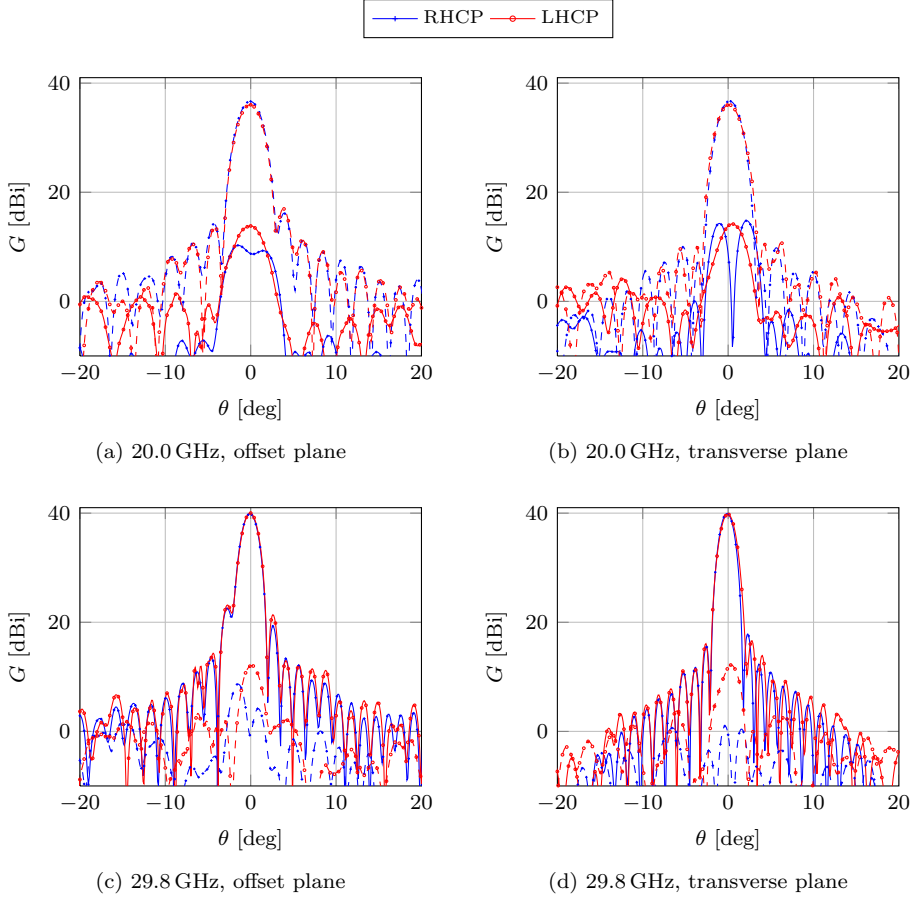 RHCP LHCP
40
20
0
G [dBi]
−20 −10 0 10 20
θ [deg]
(a) 20.0 GHz, offset plane
40
20
0
G [dBi]
−20 −10 0 10 20
θ [deg]
(b) 20.0 GHz, transverse plane
40
20
0
G [dBi]
−20 −10 0 10 20
θ [deg]
(c) 29.8 GHz, offset plane
40
20
0
G [dBi]
−20 −10 0 10 20
θ [deg]
(d) 29.8 GHz, transverse plane